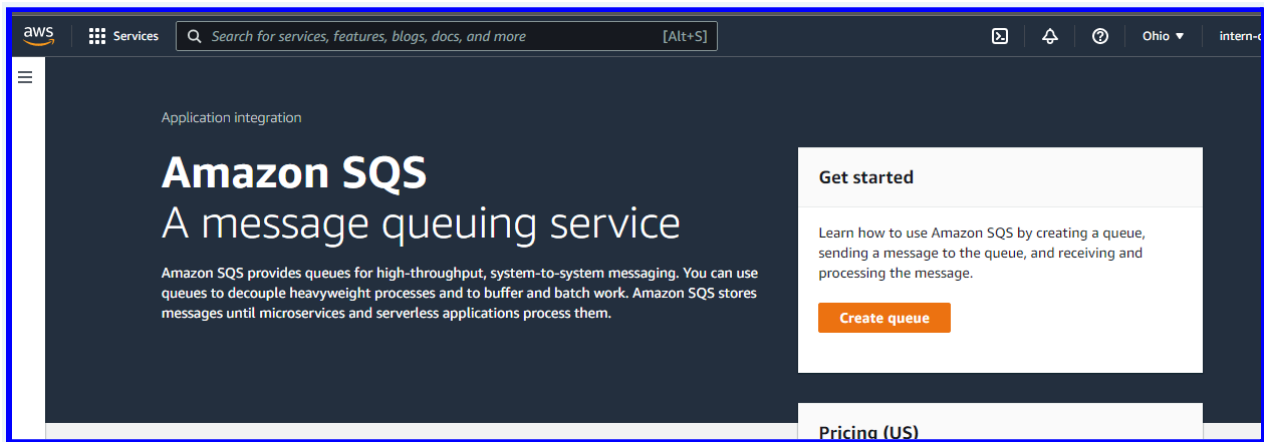 aws
Services
Search for services, features, blogs, docs, and more
[Alt+S]
Ohio
Application integration
Amazon SQS
A message queuing service
Amazon SQS provides queues for high-throughput, system-to-system messaging. You can use
queues to decouple heavyweight processes and to buffer and batch work. Amazon SQS stores
messages until microservices and serverless applications process them.
Get started
Learn how to use Amazon SQS by creating a queue,
sending a message to the queue, and receiving and
processing the message.
Create queue
Pricing (US)